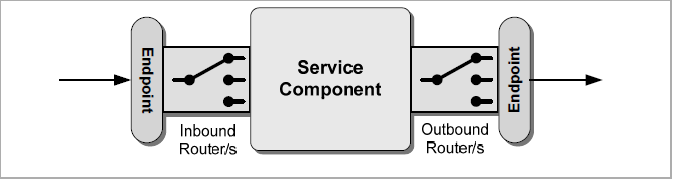 Endpoint
Inbound
Router/s
Service
Component
Outbound
Router/s
Endpoint